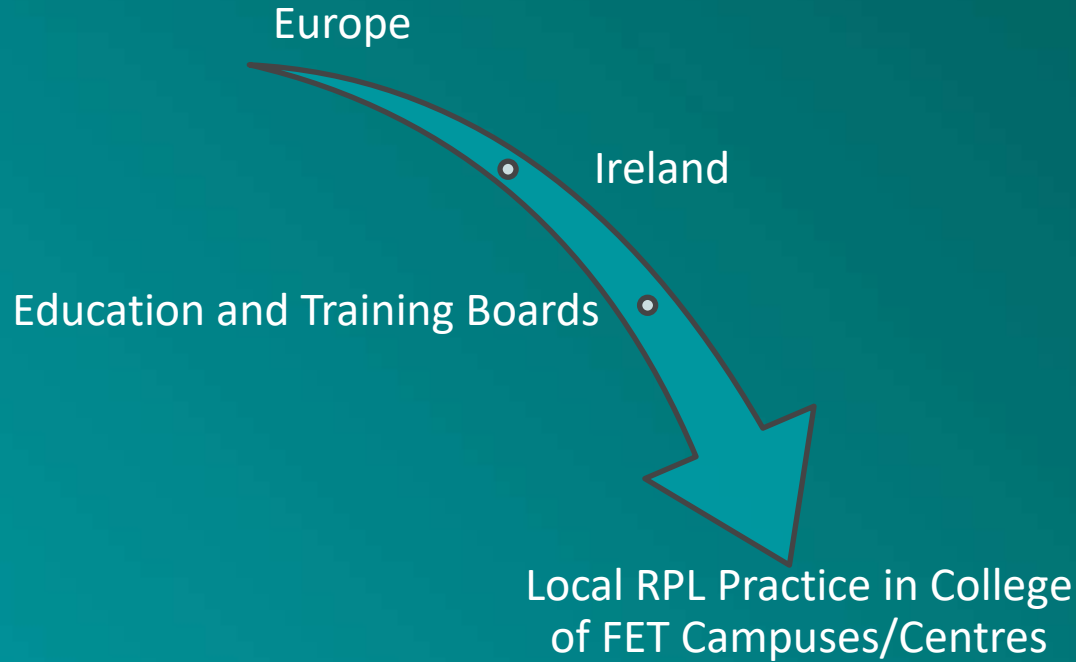 Europe
Ireland
Education and Training Boards
Local RPL Practice in College
of FET Campuses/Centres